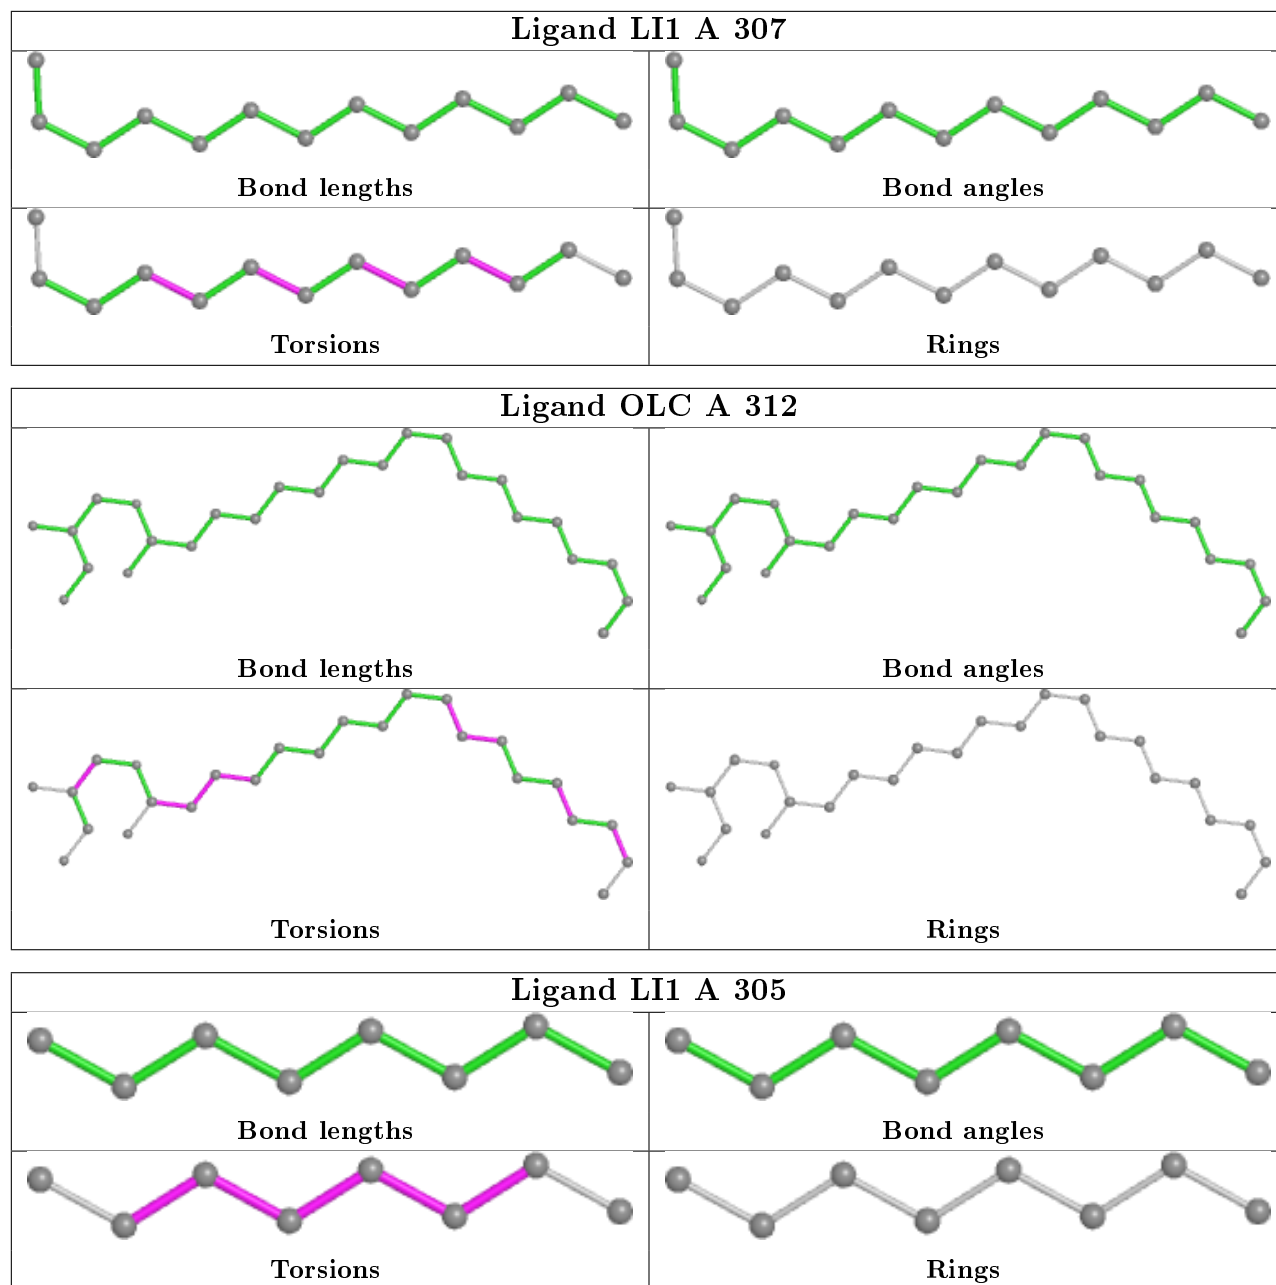 Ligand LI1 A 307
Bond lengths
Bond angles
Torsions
Rings
Ligand OLC A 312
Bond lengths
Bond angles
Torsions
Rings
Ligand LI1 A 305
Bond lengths
Bond angles
Torsions
Rings